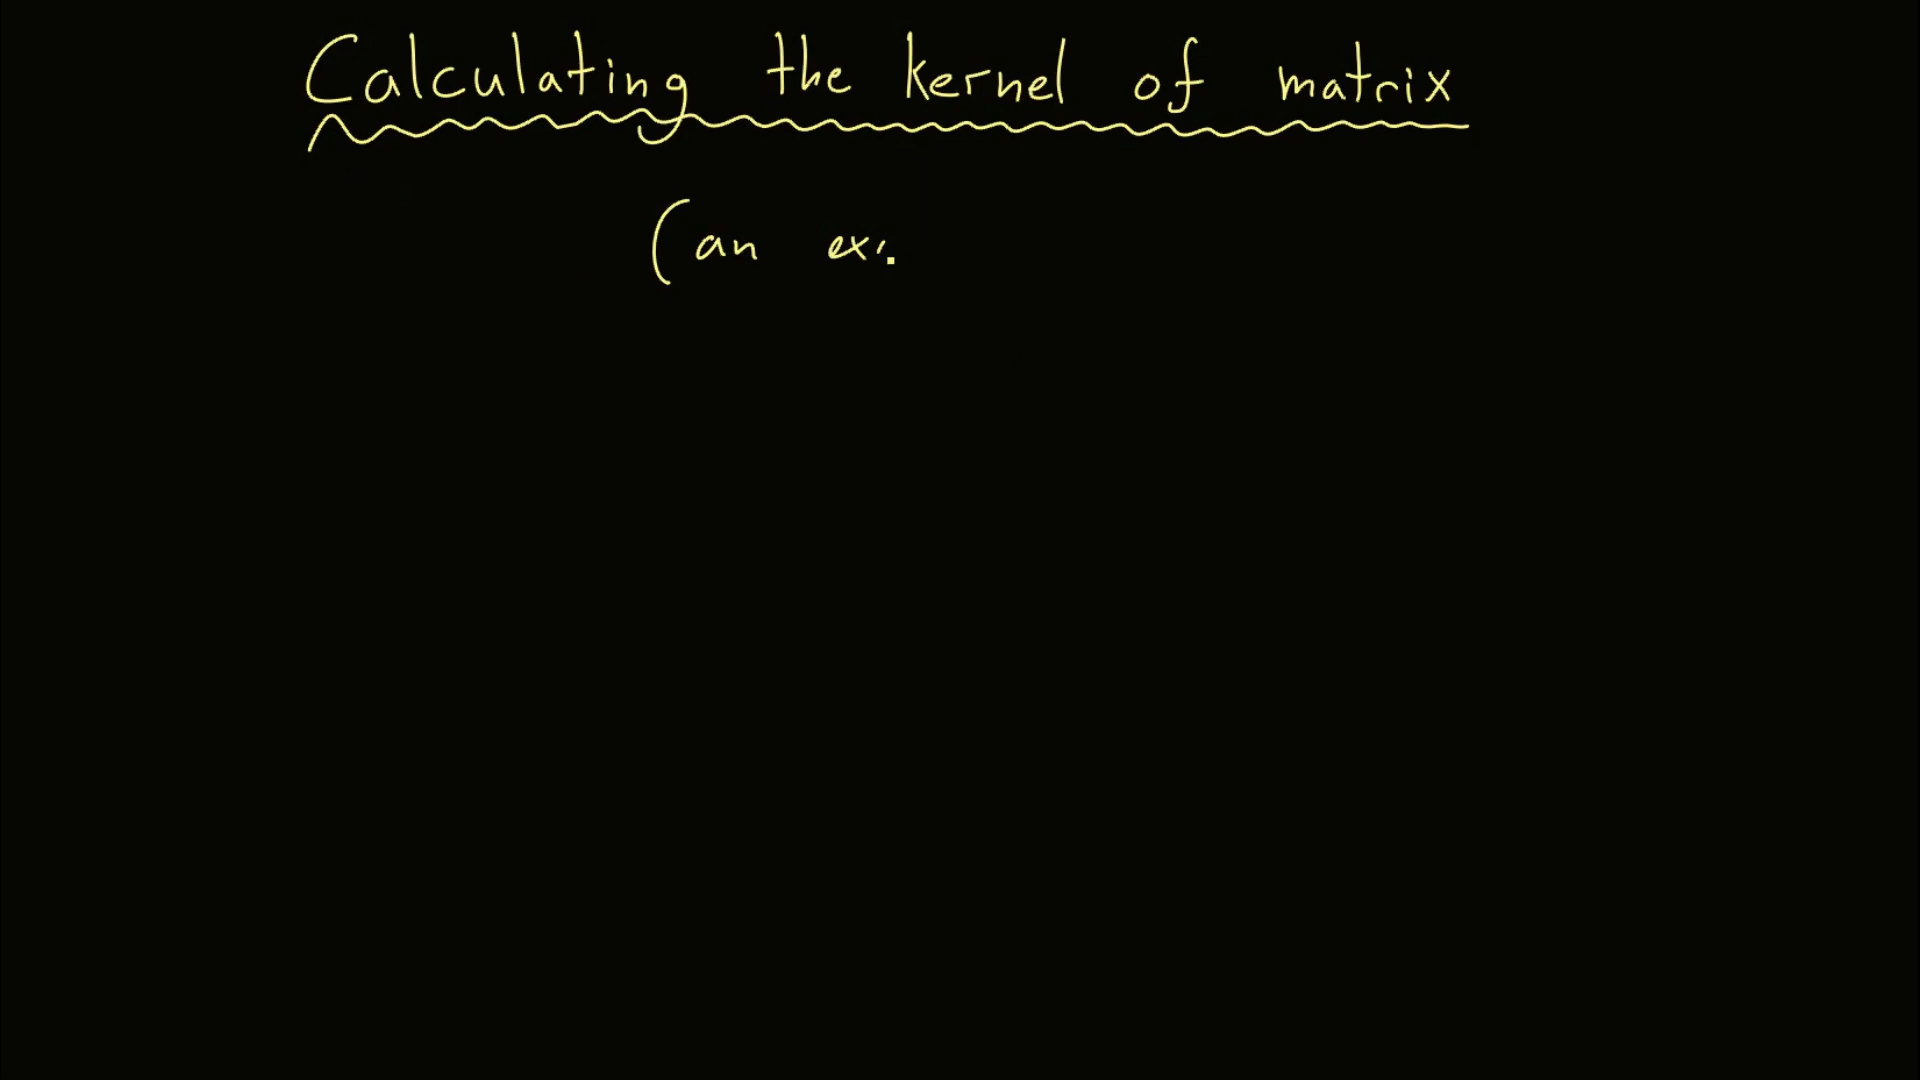 Calculating the kernel of matrix
(an ex